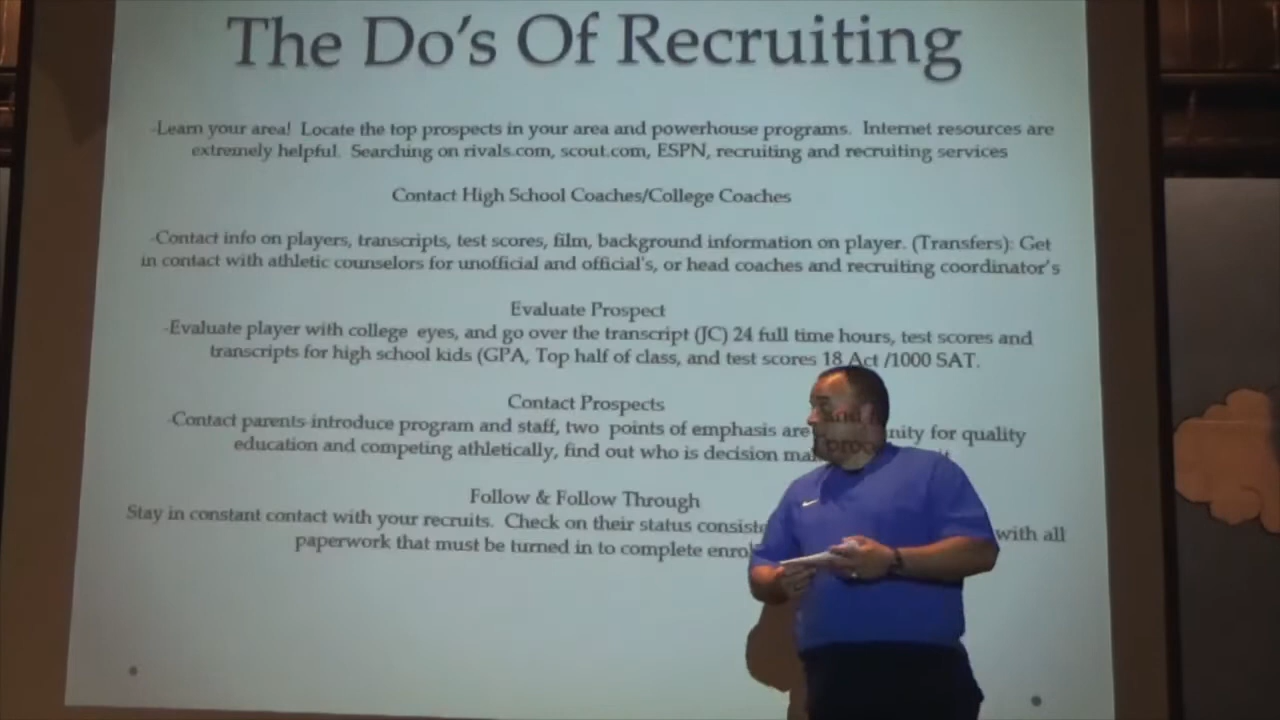 The Do's Of Recruiting
-Learn your area! Locate the top prospects in your area and powerhouse programs. Internet resources are
extremely helpful. Searching on rivals.com, scout.com, ESPN, recruiting and recruiting services
Contact High School Coaches/College Coaches
-Contact info on players, transcripts, test scores, film, background information on player. (Transfers): Get
in contact with athletic counselors for unofficial and official's, or head coaches and recruiting coordinator's
Evaluate Prospect
-Evaluate player with college eyes, and go over the transcript (JC) 24 full time hours, test scores and
transcripts for high school kids (GPA, Top half of class, and test scores 18 Act /1000 SAT.
Contact Prospects
-Contact parents-introduce program and staff, two points of emphasis are for quality
education and competing athletically, find out who is decision
Follow & Follow Through
Stay in constant contact with your recruits. Check on their status with all
paperwork that must be turned in to complete